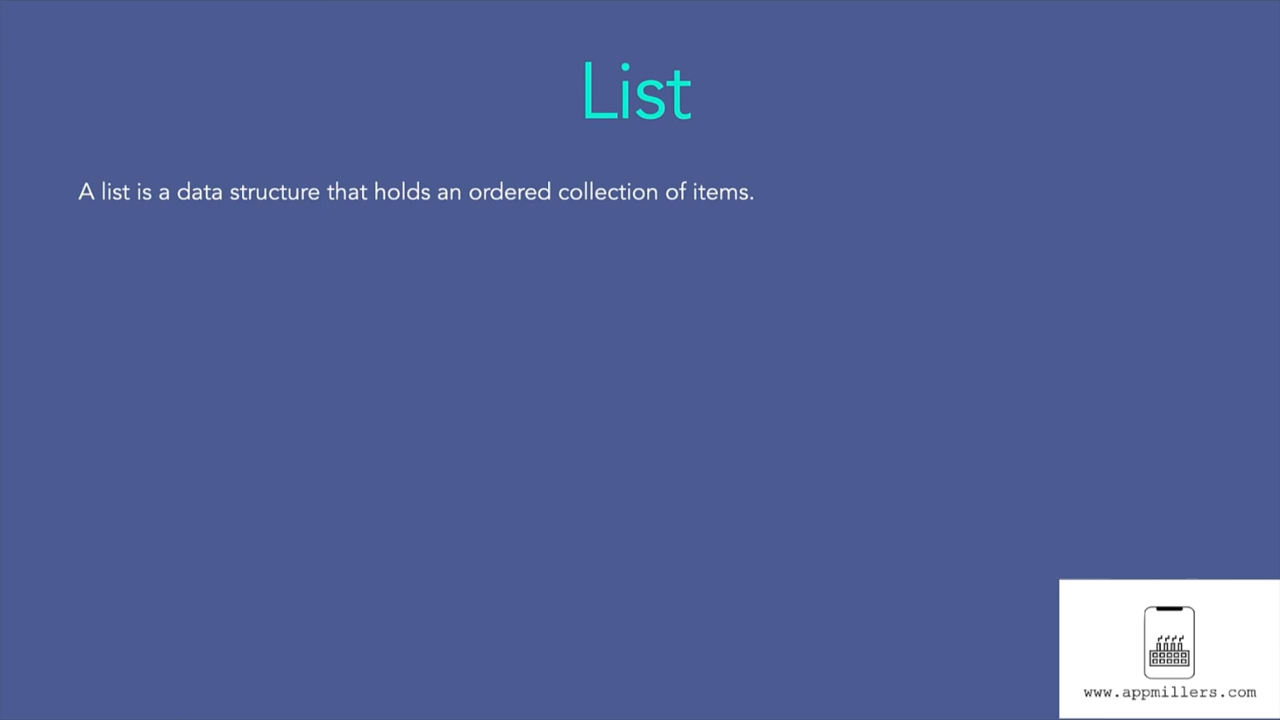 List
A list is a data structure that holds an ordered collection of items.
www.appmillers.com